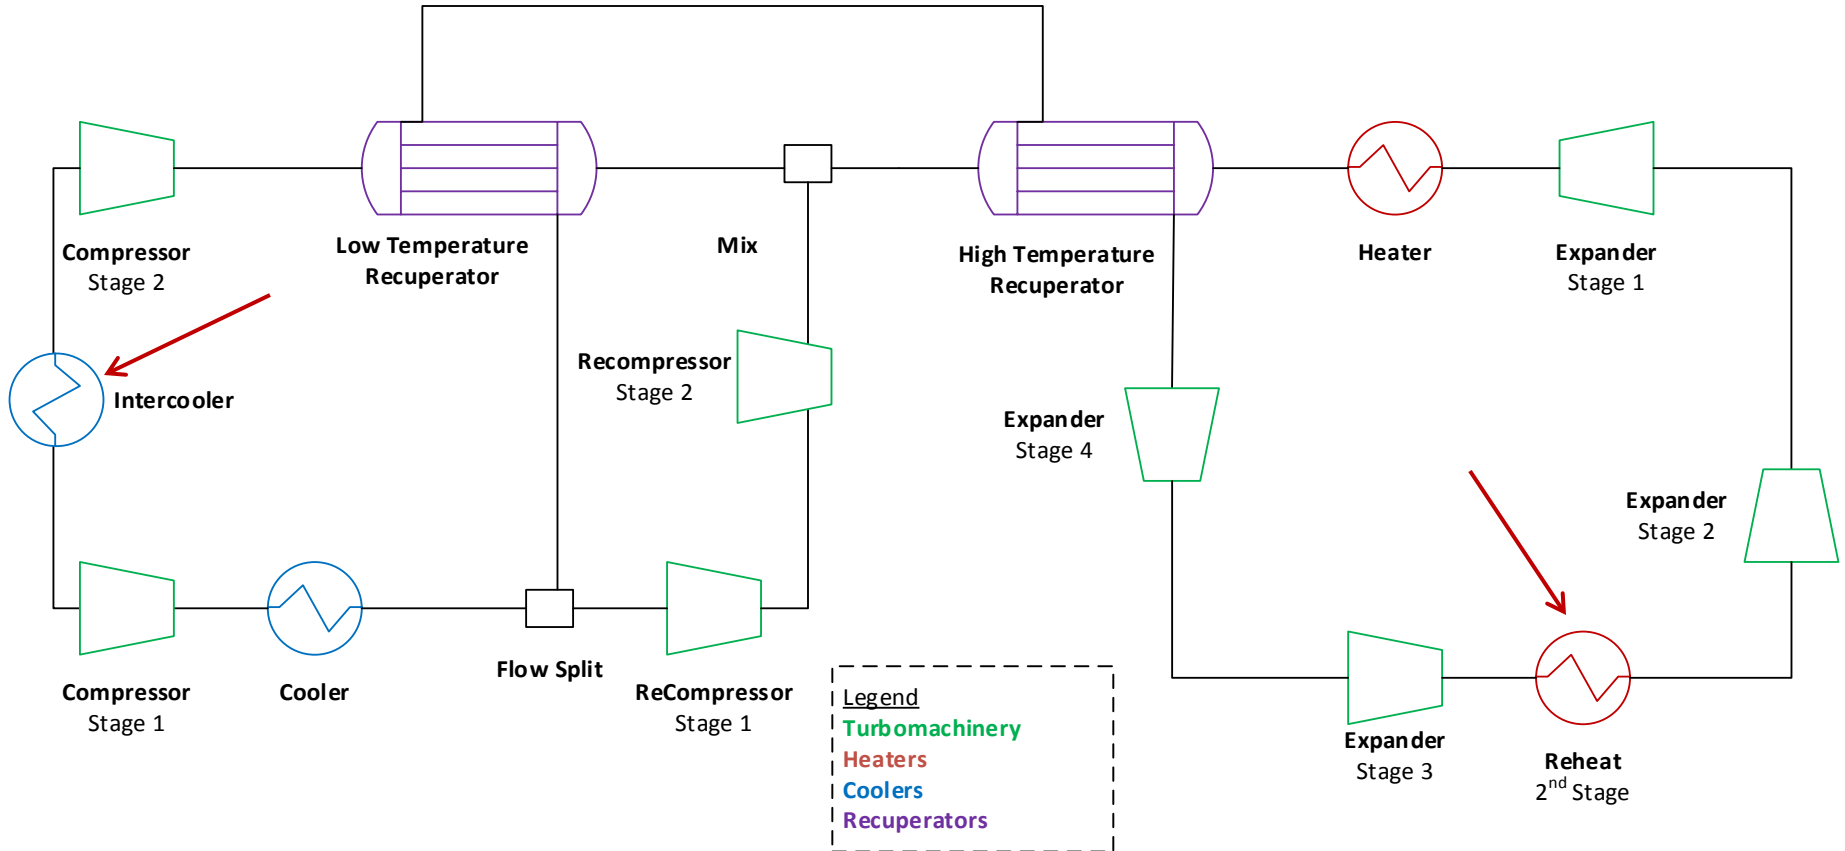 Compressor
Stage 2
Low Temperature
Recuperator
Mix
High Temperature
Recuperator
Heater
Expander
Stage 1
Intercooler
Recompressor
Stage 2
Expander
Stage 4
Expander
Stage 2
Compressor
Stage 1
Cooler
Flow Split
ReCompressor
Stage 1
Legend
Turbomachinery
Heaters
Coolers
Recuperators
Expander
Stage 3
Reheat
2nd Stage